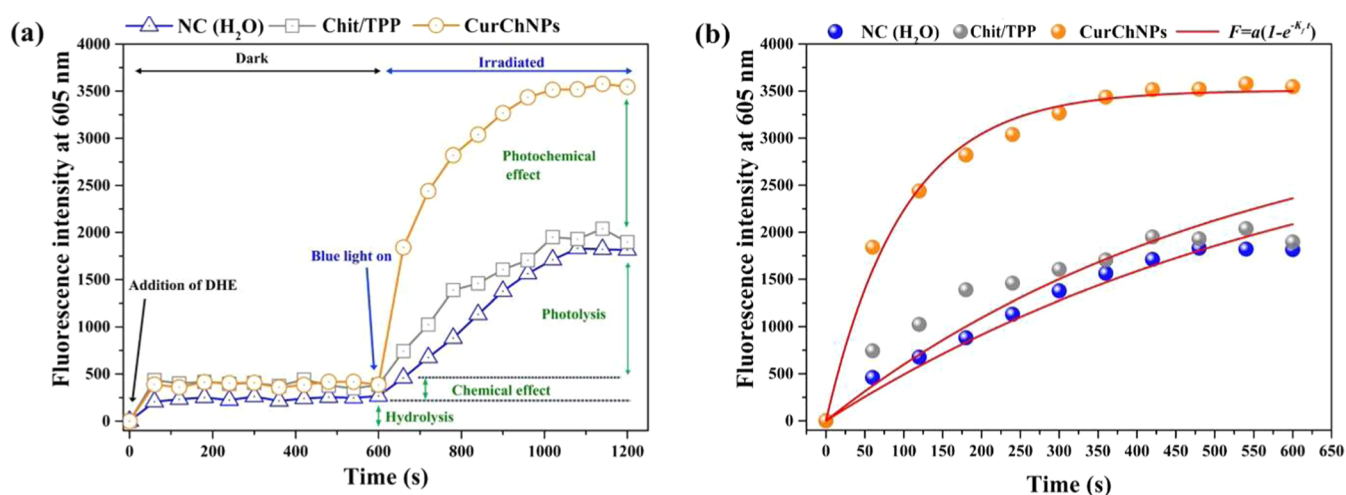 (a)
NC (H₂O) Chit/TPP CurChNPs
Fluorescence intensity at 605 nm
4000
3500
3000
2500
2000
1500
1000
500
0
Dark
Irradiated
Photochemical
effect
Blue light on
Addition of DHE
Photolysis
Chemical effect
Hydrolysis
0 200 400 600 800 1000 1200
Time (s)
(b)
NC (H₂O) Chit/TPP CurChNPs F=a(1-e^-K_f t)
Fluorescence intensity at 605 nm
4000
3500
3000
2500
2000
1500
1000
500
0
0 50 100 150 200 250 300 350 400 450 500 550 600 650
Time (s)